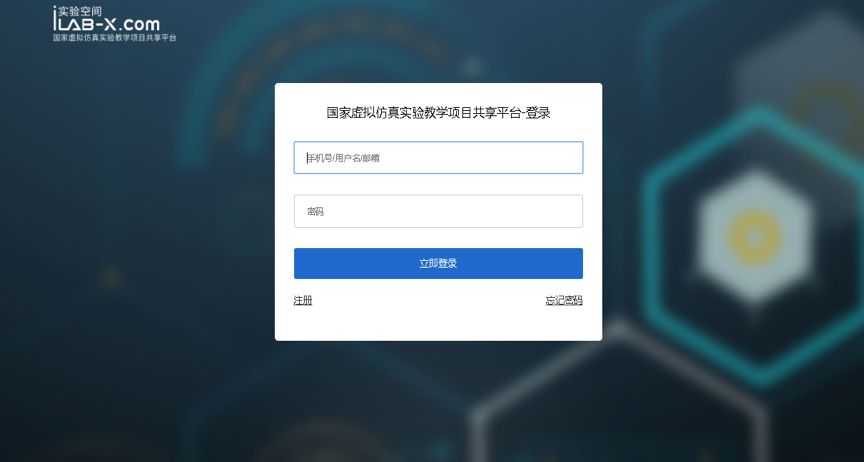 实验空间
iLAB-X.com
国家虚拟仿真实验教学项目共享平台
国家虚拟仿真实验教学项目共享平台-登录
手机号/用户名/邮箱
密码
立即登录
注册 忘记密码